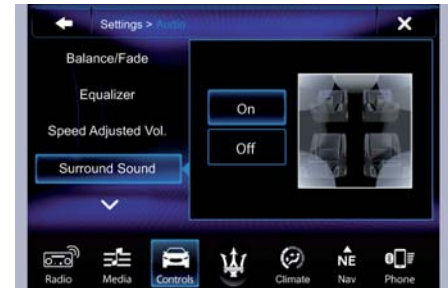 Settings > Audio
Balance/Fade
Equalizer
Speed Adjusted Vol.
Surround Sound
On
Off
Radio
Media
Controls
Climate
NE
Nav
Phone